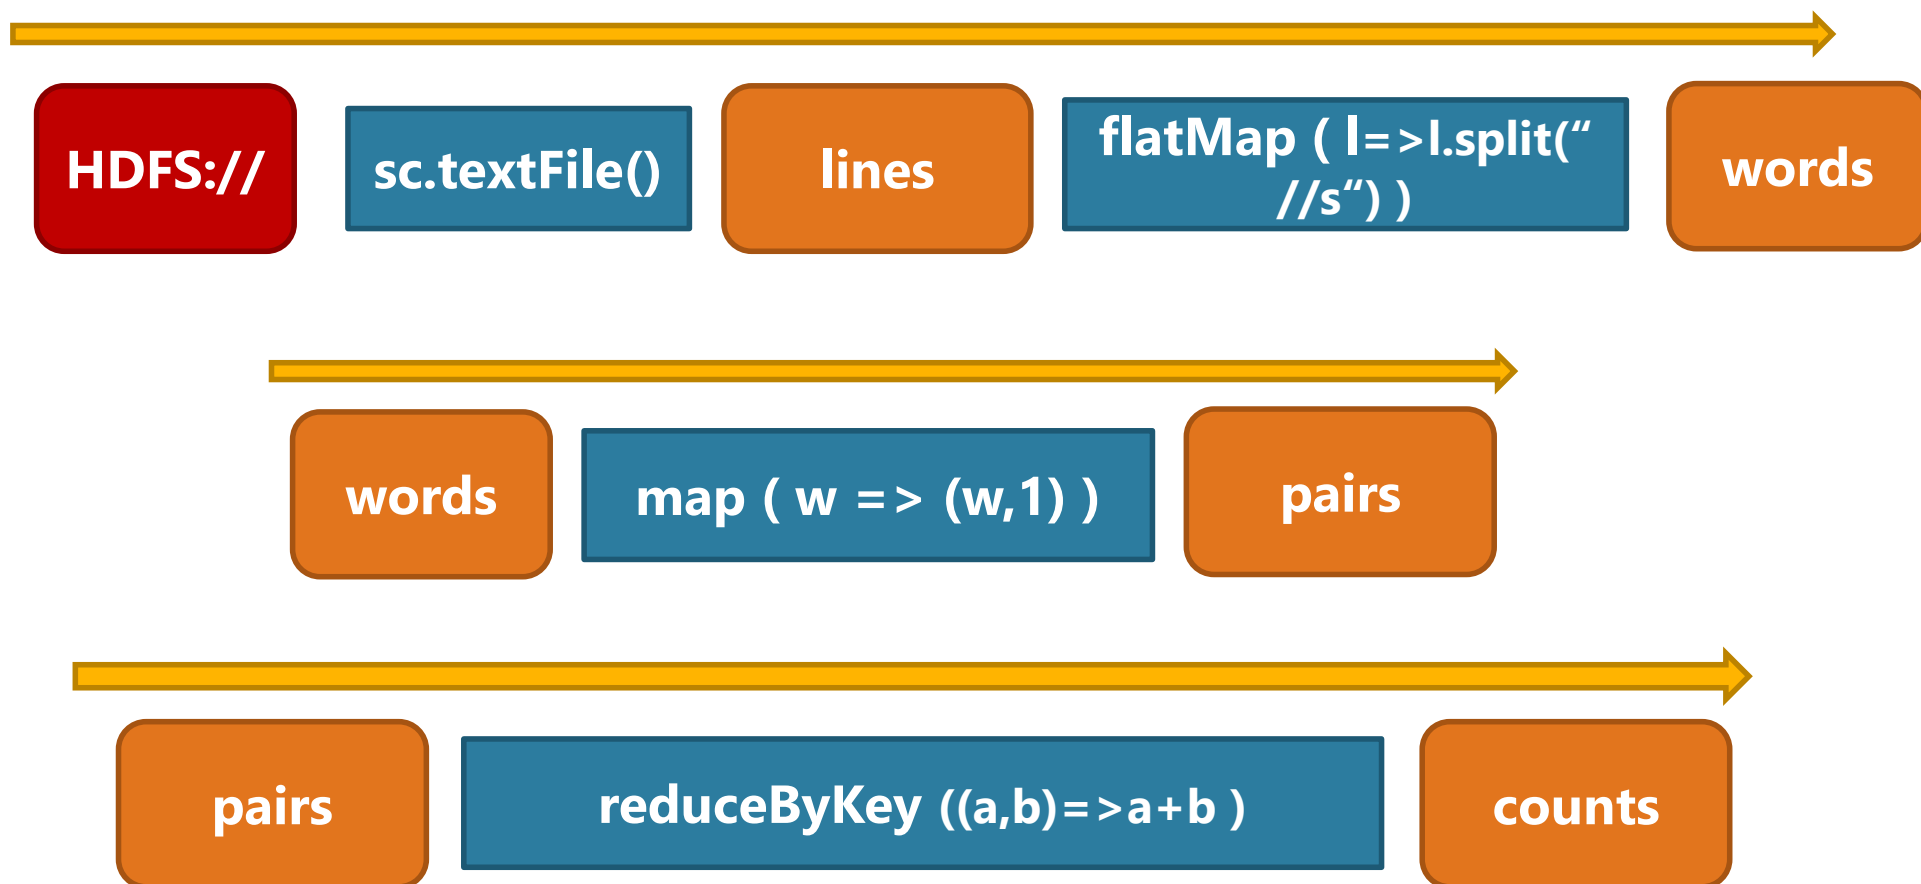 HDFS://
sc.textFile()
lines
flatMap ( l=>l.split(“
//s“) )
words
words
map ( w => (w,1) )
pairs
pairs
reduceByKey ((a,b)=>a+b )
counts